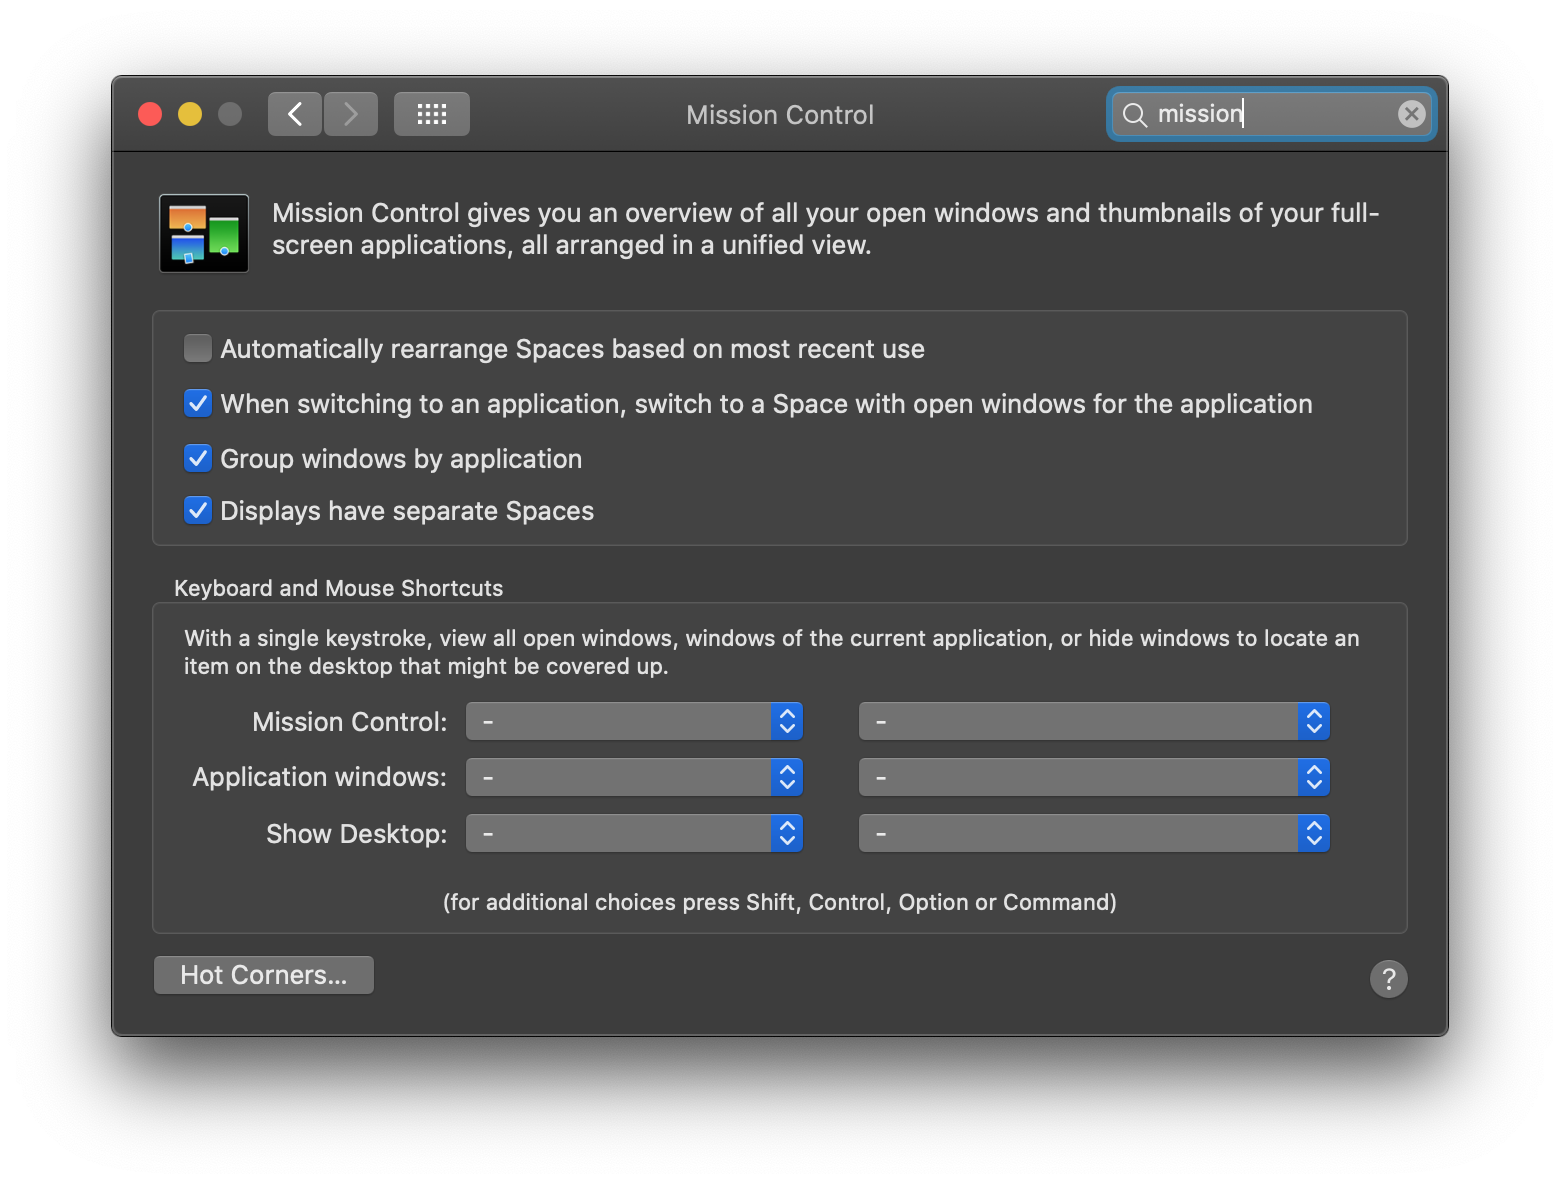 Mission Control
mission
Mission Control gives you an overview of all your open windows and thumbnails of your full-
screen applications, all arranged in a unified view.
Automatically rearrange Spaces based on most recent use
When switching to an application, switch to a Space with open windows for the application
Group windows by application
Displays have separate Spaces
Keyboard and Mouse Shortcuts
With a single keystroke, view all open windows, windows of the current application, or hide windows to locate an
item on the desktop that might be covered up.
Mission Control: - -
Application windows: - -
Show Desktop: - -
(for additional choices press Shift, Control, Option or Command)
Hot Corners... ?